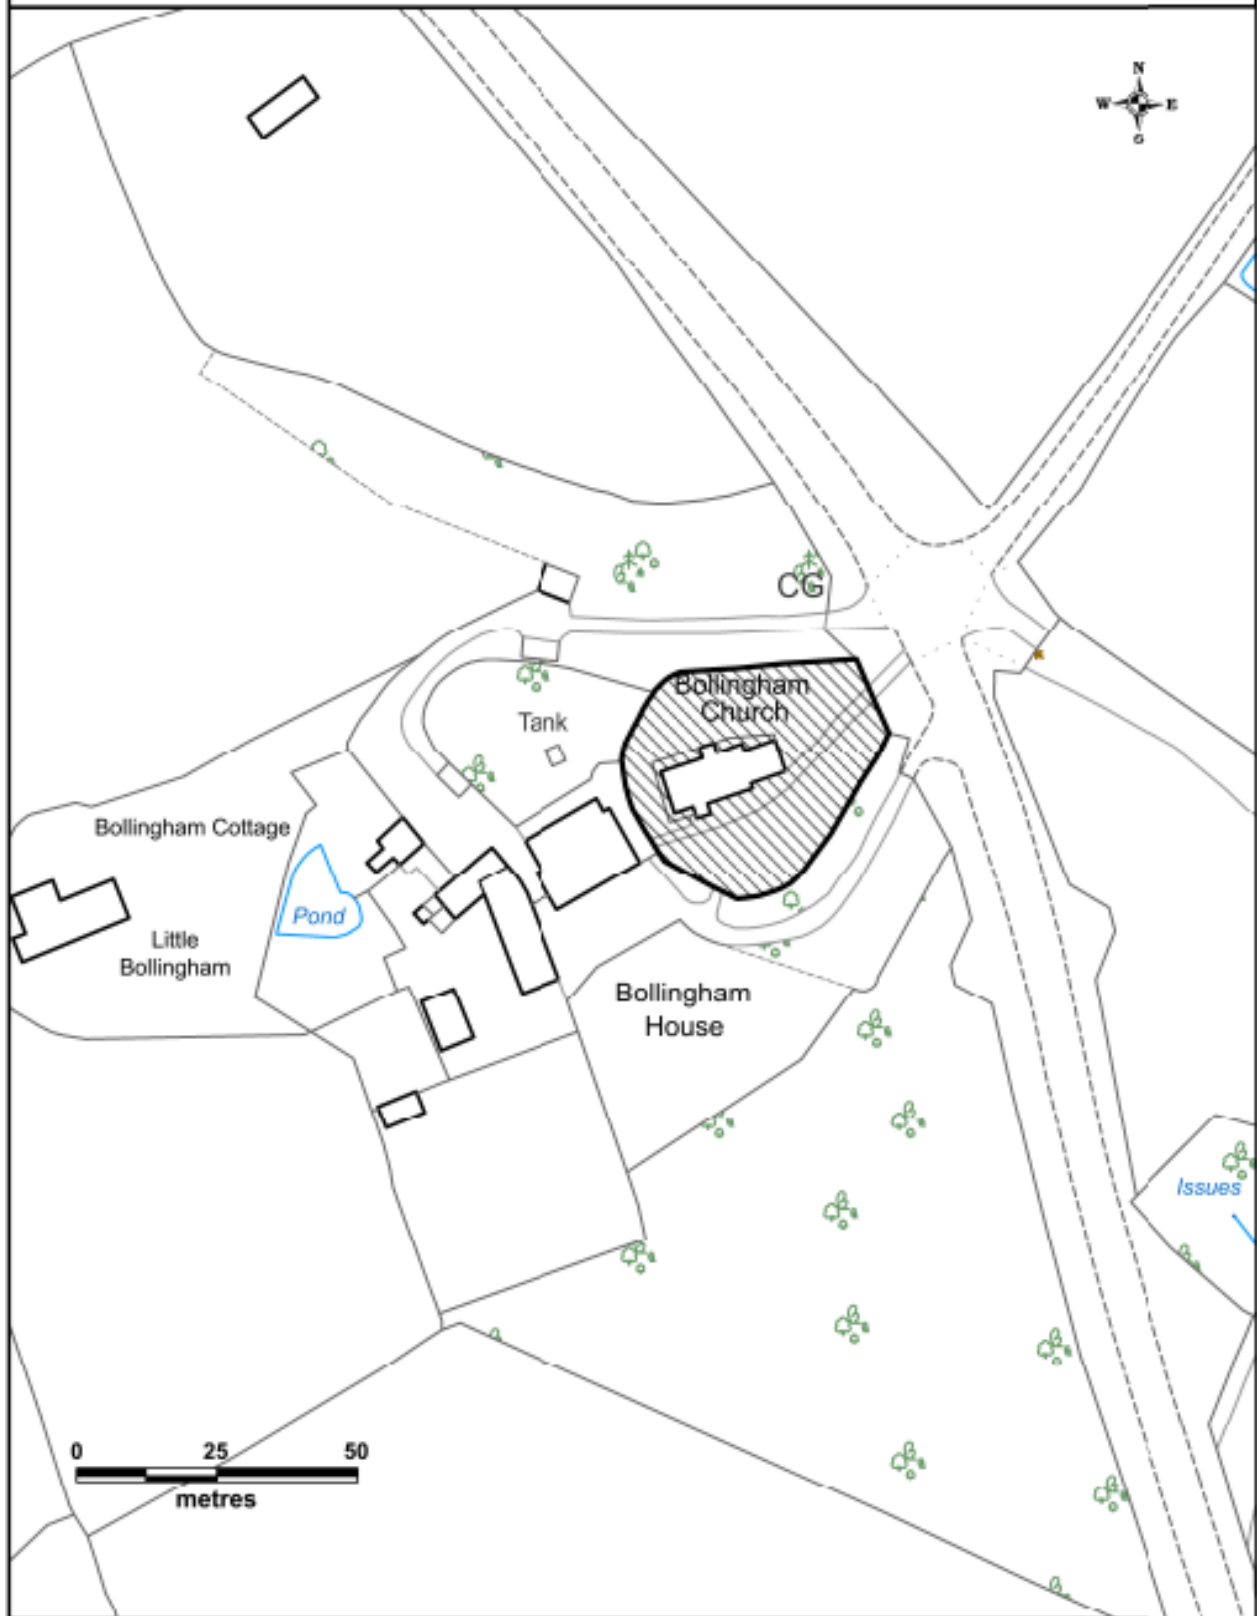 N
W E
G
CG
Bollingham
Church
Tank
Bollingham Cottage
Pond
Little
Bollingham
Bollingham
House
Issues
0 25 50
metres